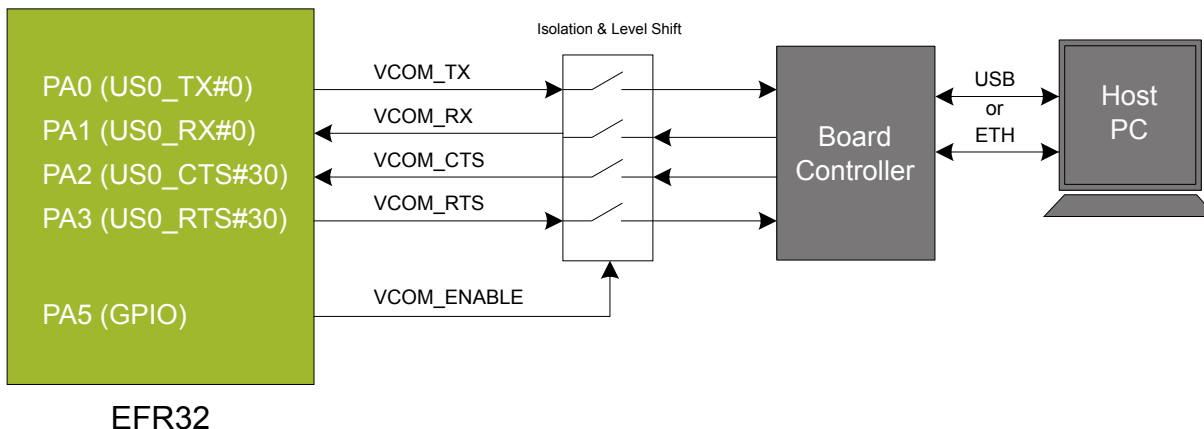 Isolation & Level Shift
PA0 (US0_TX#0)
PA1 (US0_RX#0)
PA2 (US0_CTS#30)
PA3 (US0_RTS#30)
PA5 (GPIO)
EFR32
VCOM_TX
VCOM_RX
VCOM_CTS
VCOM_RTS
VCOM_ENABLE
Board
Controller
USB
or
ETH
Host
PC